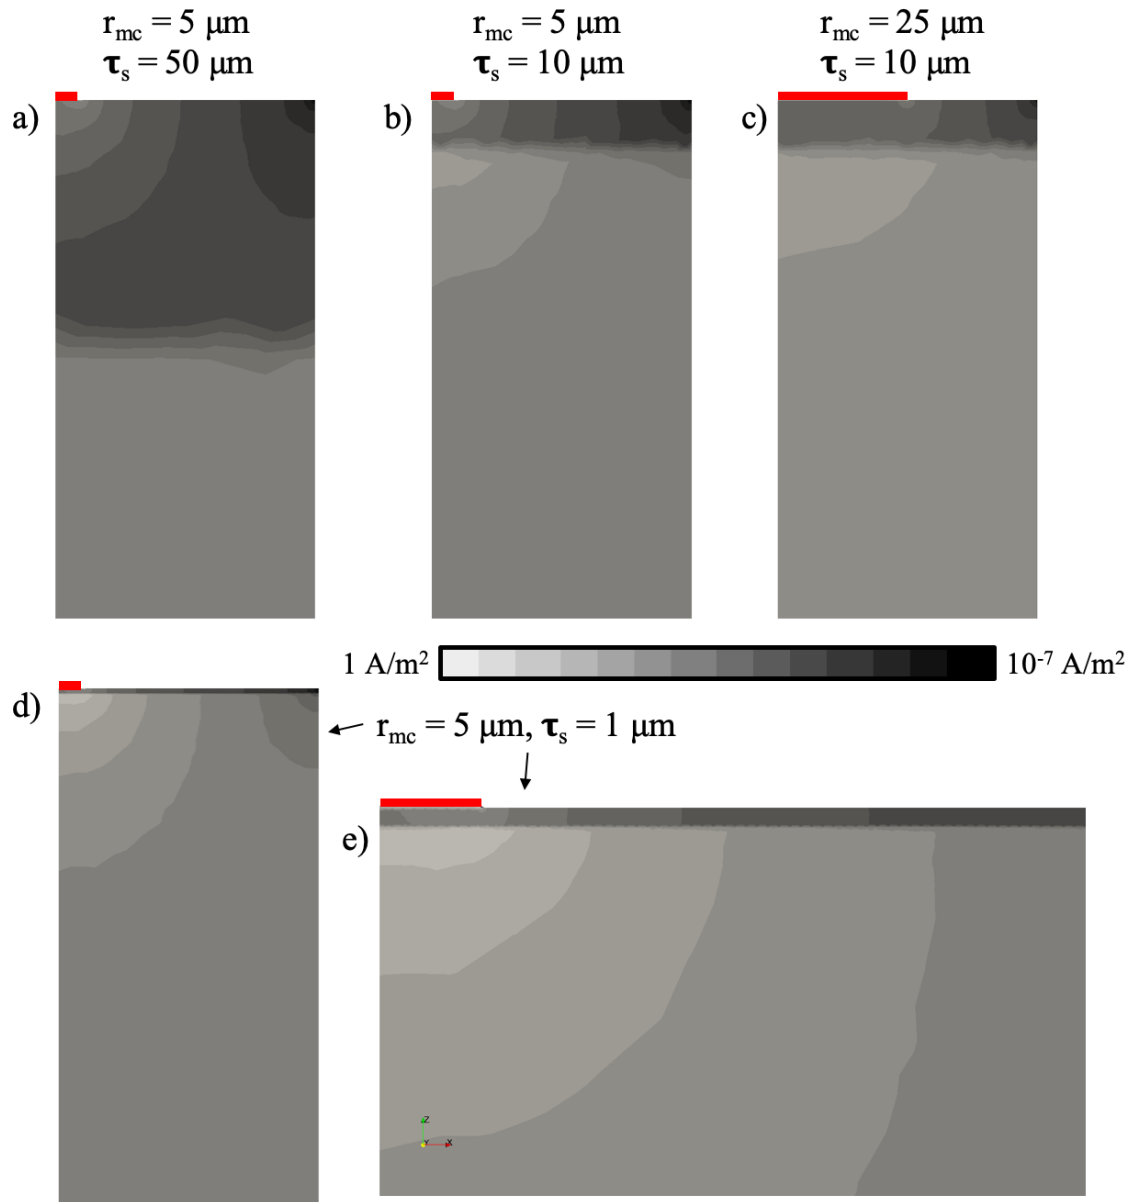 r_mc = 5 μm
τ_s = 50 μm
r_mc = 5 μm
τ_s = 10 μm
r_mc = 25 μm
τ_s = 10 μm
a)
b)
c)
1 A/m²
10⁻⁷ A/m²
d)
r_mc = 5 μm, τ_s = 1 μm
e)
Z
Y
X